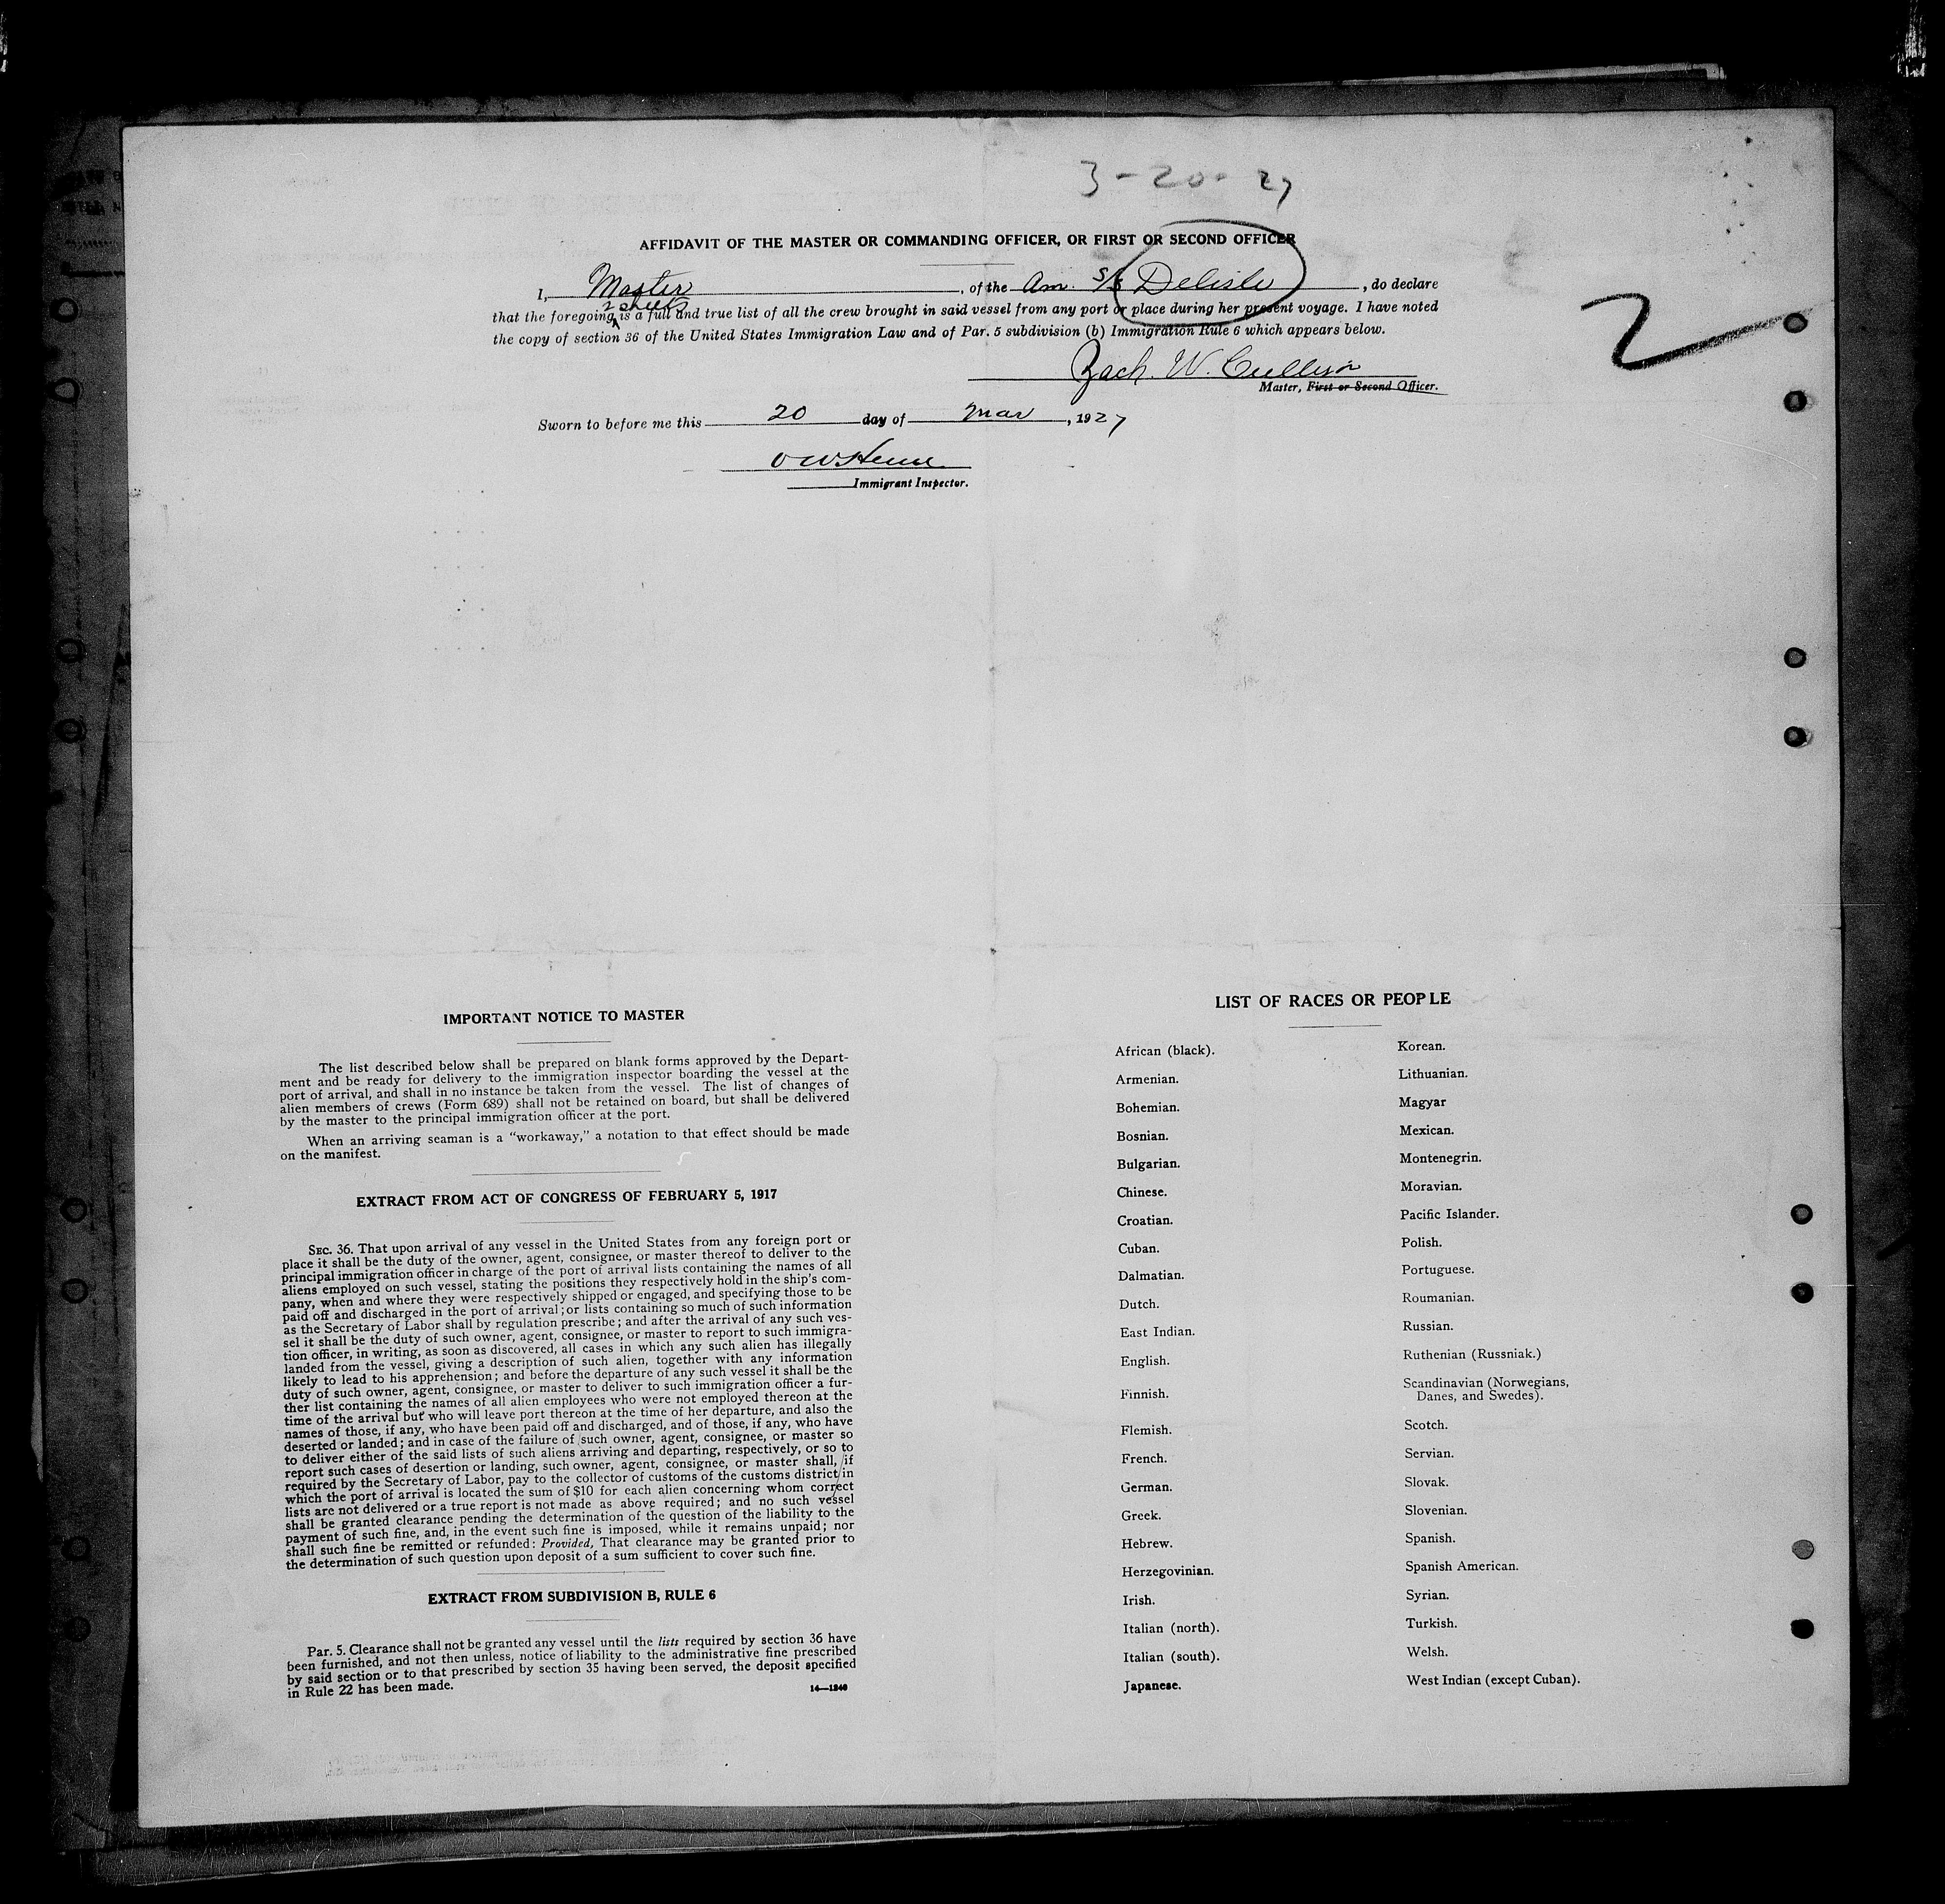 3-20-27
AFFIDAVIT OF THE MASTER OR COMMANDING OFFICER, OR FIRST OR SECOND OFFICER
I, Master, of the Am. S/S Delisle, do declare
2 sheets
that the foregoing is a full and true list of all the crew brought in said vessel from any port or place during her present voyage. I have noted
the copy of section 36 of the United States Immigration Law and of Par. 5 subdivision (b) Immigration Rule 6 which appears below.
2
Zach. W. Cullison
Master, First or Second Officer.
Sworn to before me this 20 day of Mar, 1927
Immigrant Inspector.
IMPORTANT NOTICE TO MASTER
The list described below shall be prepared on blank forms approved by the Depart-
ment and be ready for delivery to the immigration inspector boarding the vessel at the
port of arrival, and shall in no instance be taken from the vessel. The list of changes of
alien members of crews (Form 689) shall not be retained on board, but shall be delivered
by the master to the principal immigration officer at the port.
When an arriving seaman is a “workaway,” a notation to that effect should be made
on the manifest.
EXTRACT FROM ACT OF CONGRESS OF FEBRUARY 5, 1917
SEC. 36. That upon arrival of any vessel in the United States from any foreign port or
place it shall be the duty of the owner, agent, consignee, or master thereof to deliver to the
principal immigration officer in charge of the port of arrival lists containing the names of all
aliens employed on such vessel, stating the positions they respectively hold in the ship's com-
pany, when and where they were respectively shipped or engaged, and specifying those to be
paid off and discharged in the port of arrival; or lists containing so much of such information
as the Secretary of Labor shall by regulation prescribe; and after the arrival of any such ves-
sel it shall be the duty of such owner, agent, consignee, or master to report to such immigra-
tion officer, in writing, as soon as discovered, all cases in which any such alien has illegally
landed from the vessel, giving a description of such alien, together with any information
likely to lead to his apprehension; and before the departure of any such vessel it shall be the
duty of such owner, agent, consignee, or master to deliver to such immigration officer a fur-
ther list containing the names of all alien employees who were not employed thereon at the
time of the arrival but who will leave port thereon at the time of her departure, and also the
names of those, if any, who have been paid off and discharged, and of those, if any, who have
deserted or landed; and in case of the failure of such owner, agent, consignee, or master so
to deliver either of the said lists of such aliens arriving and departing, respectively, or so to
report such cases of desertion or landing, such owner, agent, consignee, or master shall, if
required by the Secretary of Labor, pay to the collector of customs of the customs district in
which the port of arrival is located the sum of $10 for each alien concerning whom correct
lists are not delivered or a true report is not made as above required; and no such vessel
shall be granted clearance pending the determination of the question of the liability to the
payment of such fine, and, in the event such fine is imposed, while it remains unpaid; nor
shall such fine be remitted or refunded: Provided, That clearance may be granted prior to
the determination of such question upon deposit of a sum sufficient to cover such fine.
EXTRACT FROM SUBDIVISION B, RULE 6
Par. 5. Clearance shall not be granted any vessel until the lists required by section 36 have
been furnished, and not then unless, notice of liability to the administrative fine prescribed
by said section or to that prescribed by section 35 having been served, the deposit specified
in Rule 22 has been made.
14—1240
LIST OF RACES OR PEOPLE
African (black).
Armenian.
Bohemian.
Bosnian.
Bulgarian.
Chinese.
Croatian.
Cuban.
Dalmatian.
Dutch.
East Indian.
English.
Finnish.
Flemish.
French.
German.
Greek.
Hebrew.
Herzegovinian.
Irish.
Italian (north).
Italian (south).
Japanese.
Korean.
Lithuanian.
Magyar
Mexican.
Montenegrin.
Moravian.
Pacific Islander.
Polish.
Portuguese.
Roumanian.
Russian.
Ruthenian (Russniak.)
Scandinavian (Norwegians,
Danes, and Swedes).
Scotch.
Servian.
Slovak.
Slovenian.
Spanish.
Spanish American.
Syrian.
Turkish.
Welsh.
West Indian (except Cuban).